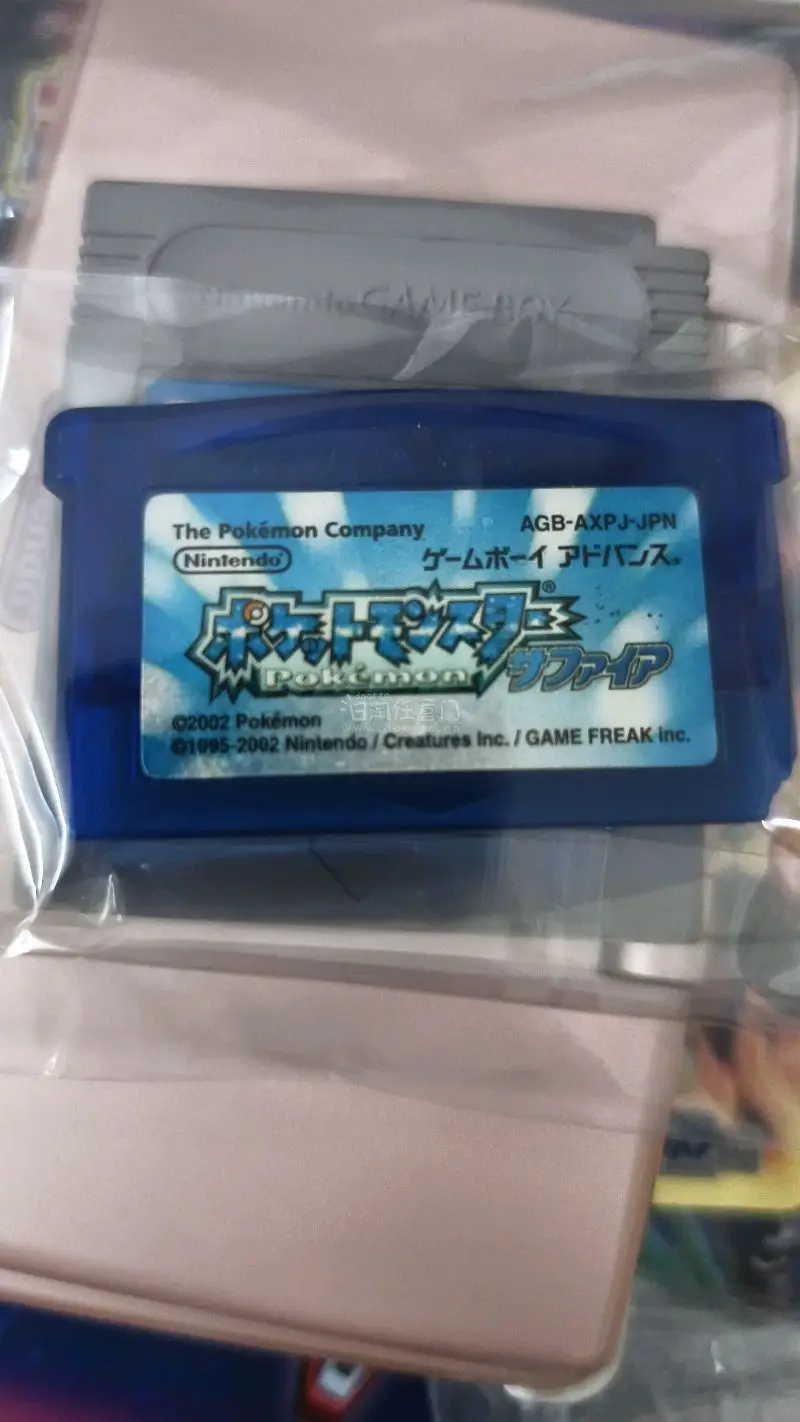 Nintendo GAME BOY
The Pokémon Company
AGB-AXPJ-JPN
Nintendo
ゲームボーイ アドバンス®
ポケットモンスター®
Pokémon
サファイア
©2002 Pokémon
©1995-2002 Nintendo / Creatures Inc. / GAME FREAK inc.